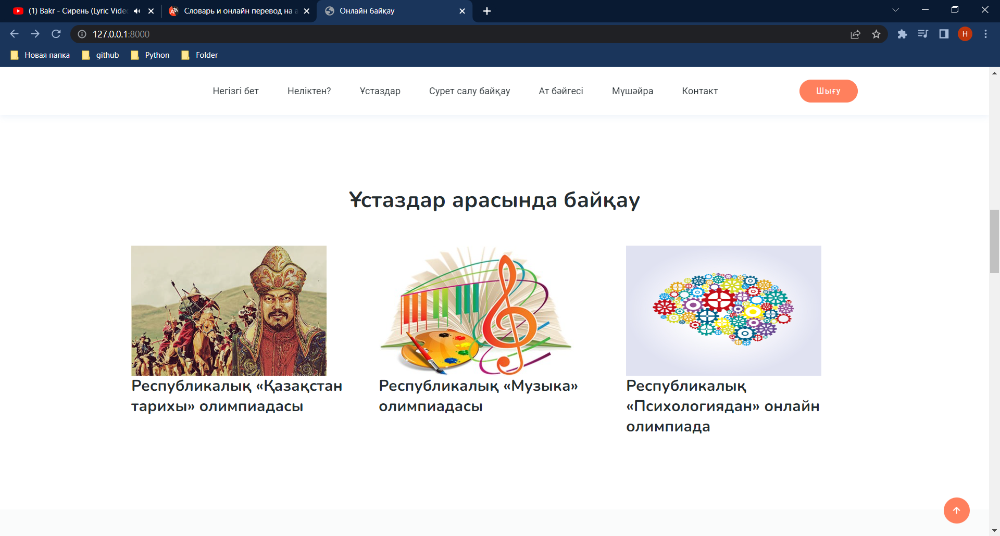 (1) Bakr - Сирень (Lyric Vide
Словарь и онлайн перевод на а
Онлайн байқау
127.0.0.1:8000
H
Новая папка
github
Python
Folder
Негізгі бет
Неліктен?
Ұстаздар
Сурет салу байқау
Ат бәйгесі
Мүшәйра
Контакт
Шығу
Ұстаздар арасында байқау
Республикалық «Қазақстан
тарихы» олимпиадасы
Республикалық «Музыка»
олимпиадасы
Республикалық
«Психологиядан» онлайн
олимпиада